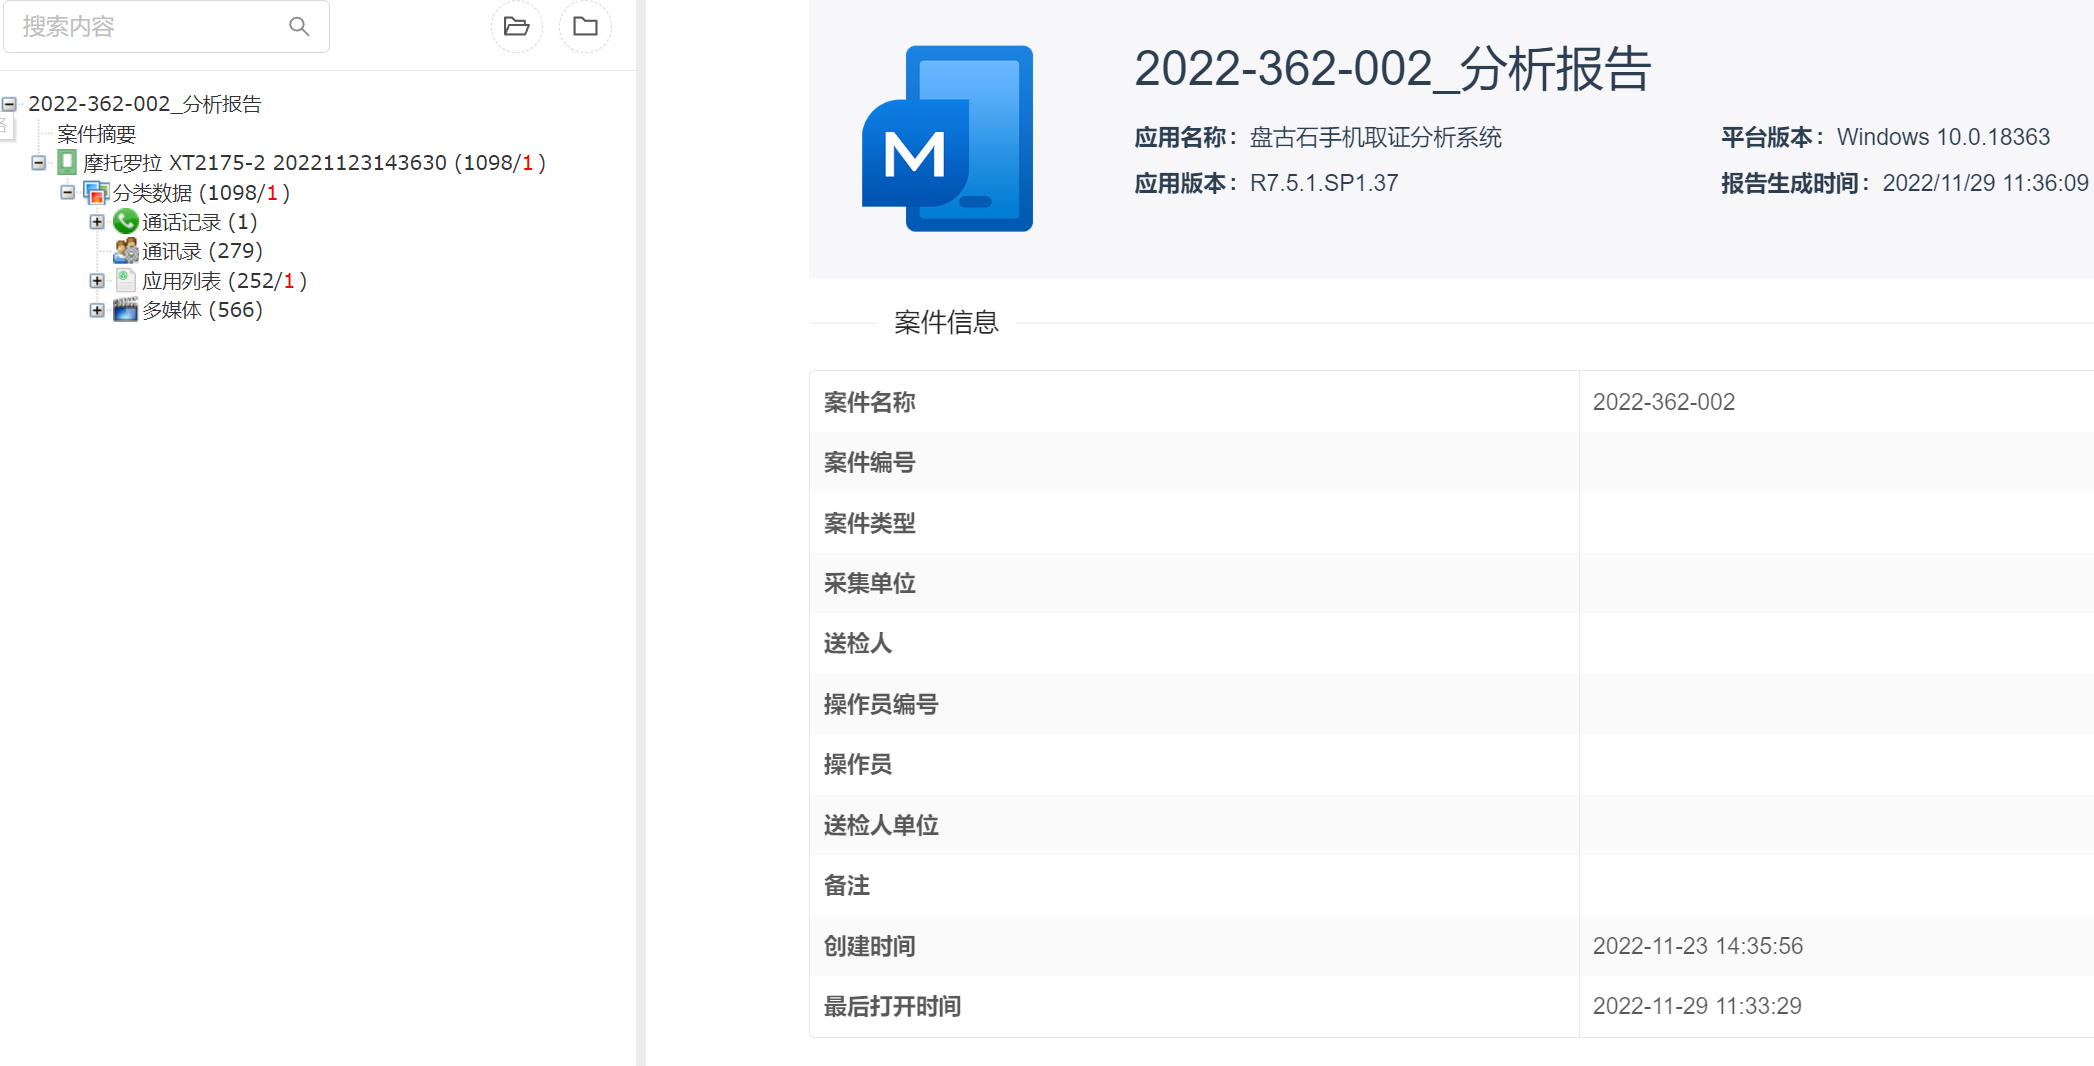 搜索内容
2022-362-002_分析报告
案件摘要
摩托罗拉 XT2175-2 20221123143630 (1098/1)
分类数据 (1098/1)
通话记录 (1)
通讯录 (279)
应用列表 (252/1)
多媒体 (566)
M
2022-362-002_分析报告
应用名称：盘古石手机取证分析系统
平台版本：Windows 10.0.18363
应用版本：R7.5.1.SP1.37
报告生成时间：2022/11/29 11:36:09
案件信息
案件名称 2022-362-002
案件编号
案件类型
采集单位
送检人
操作员编号
操作员
送检人单位
备注
创建时间 2022-11-23 14:35:56
最后打开时间 2022-11-29 11:33:29